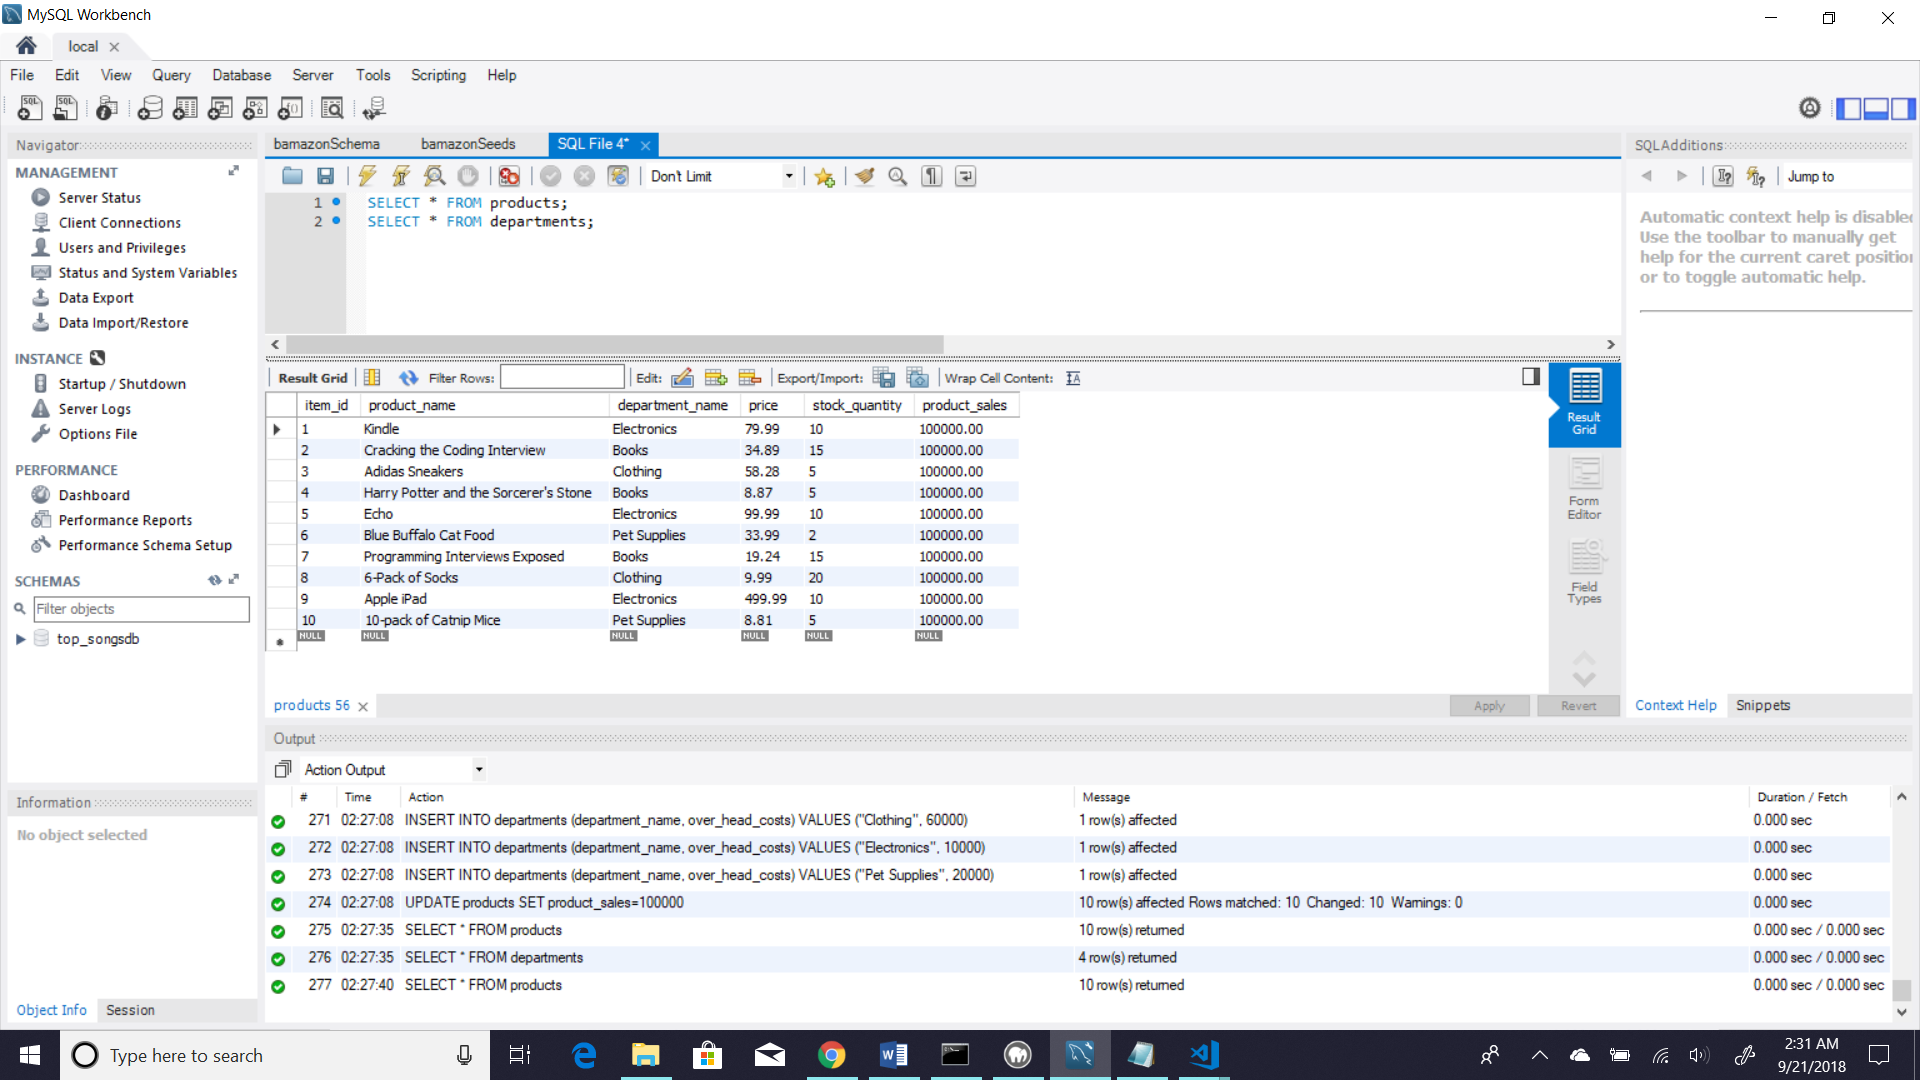 MySQL Workbench
local
File Edit View Query Database Server Tools Scripting Help
Navigator
MANAGEMENT
Server Status
Client Connections
Users and Privileges
Status and System Variables
Data Export
Data Import/Restore
INSTANCE
Startup / Shutdown
Server Logs
Options File
PERFORMANCE
Dashboard
Performance Reports
Performance Schema Setup
SCHEMAS
Filter objects
top_songsdb
Information
No object selected
Object Info Session
bamazonSchema bamazonSeeds SQL File 4*
Don't Limit
1 SELECT * FROM products;
2 SELECT * FROM departments;
Result Grid Filter Rows: Edit: Export/Import: Wrap Cell Content:
item_id product_name department_name price stock_quantity product_sales
1 Kindle Electronics 79.99 10 100000.00
2 Cracking the Coding Interview Books 34.89 15 100000.00
3 Adidas Sneakers Clothing 58.28 5 100000.00
4 Harry Potter and the Sorcerer's Stone Books 8.87 5 100000.00
5 Echo Electronics 99.99 10 100000.00
6 Blue Buffalo Cat Food Pet Supplies 33.99 2 100000.00
7 Programming Interviews Exposed Books 19.24 15 100000.00
8 6-Pack of Socks Clothing 9.99 20 100000.00
9 Apple iPad Electronics 499.99 10 100000.00
10 10-pack of Catnip Mice Pet Supplies 8.81 5 100000.00
NULL NULL NULL NULL NULL NULL
Result
Grid
Form
Editor
Field
Types
products 56
Apply Revert
SQLAdditions
Jump to
Automatic context help is disabled
Use the toolbar to manually get
help for the current caret position
or to toggle automatic help.
Context Help Snippets
Output
Action Output
# Time Action Message Duration / Fetch
271 02:27:08 INSERT INTO departments (department_name, over_head_costs) VALUES ("Clothing", 60000) 1 row(s) affected 0.000 sec
272 02:27:08 INSERT INTO departments (department_name, over_head_costs) VALUES ("Electronics", 10000) 1 row(s) affected 0.000 sec
273 02:27:08 INSERT INTO departments (department_name, over_head_costs) VALUES ("Pet Supplies", 20000) 1 row(s) affected 0.000 sec
274 02:27:08 UPDATE products SET product_sales=100000 10 row(s) affected Rows matched: 10 Changed: 10 Warnings: 0 0.000 sec
275 02:27:35 SELECT * FROM products 10 row(s) returned 0.000 sec / 0.000 sec
276 02:27:35 SELECT * FROM departments 4 row(s) returned 0.000 sec / 0.000 sec
277 02:27:40 SELECT * FROM products 10 row(s) returned 0.000 sec / 0.000 sec
Type here to search
2:31 AM
9/21/2018